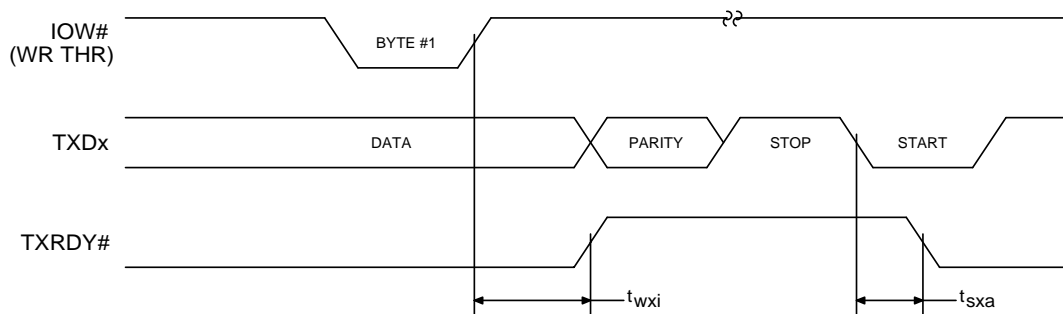 IOW#
(WR THR)
BYTE #1
TXDx
DATA
PARITY
STOP
START
TXRDY#
twxi
tsxa